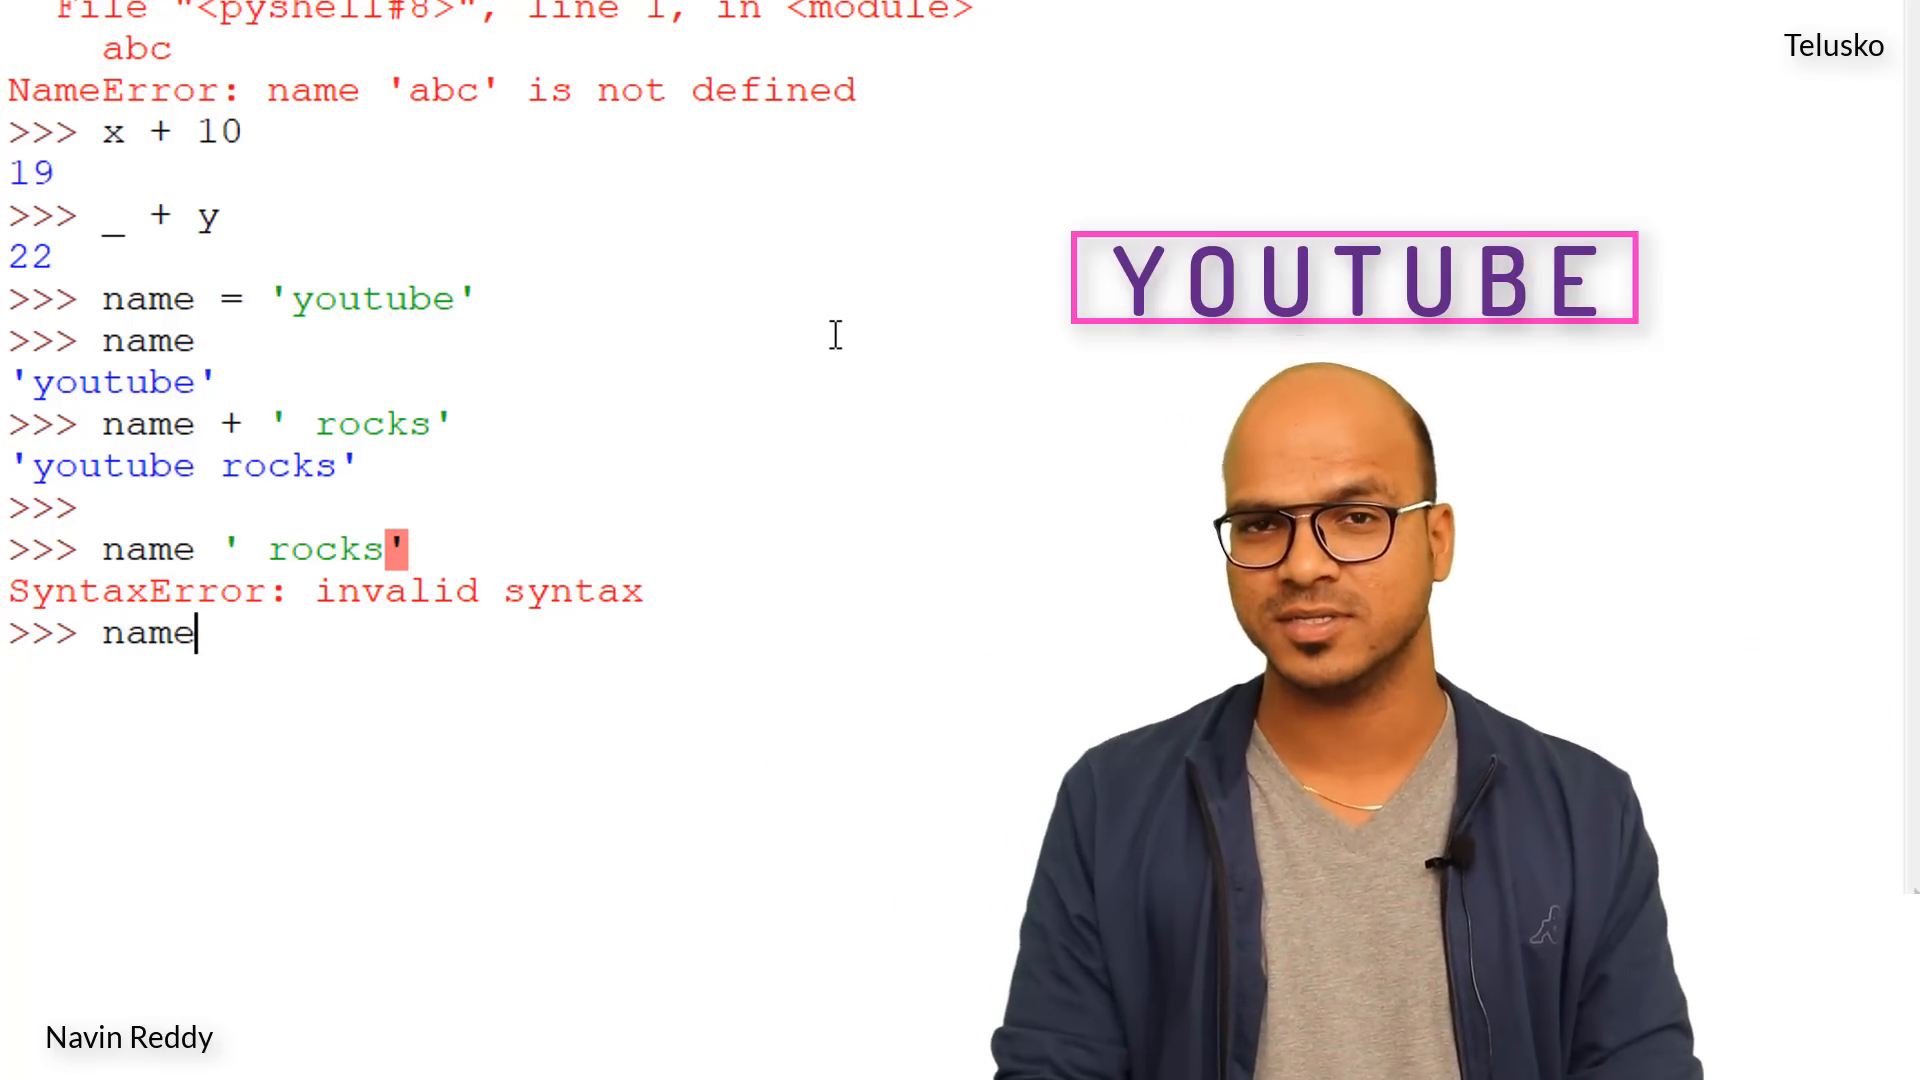 File "<pyshell#8>", line 1, in <module>
abc
NameError: name 'abc' is not defined
>>> x + 10
19
>>> _ + y
22
>>> name = 'youtube'
>>> name
'youtube'
>>> name + ' rocks'
'youtube rocks'
>>>
>>> name ' rocks'
SyntaxError: invalid syntax
>>> name
Telusko
YOUTUBE
Navin Reddy